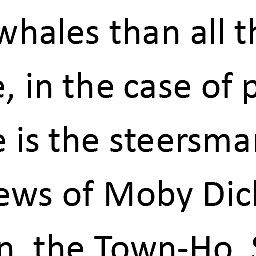 whales than all th
e, in the case of p
e is the steersman
ews of Moby Dick
n, the Town-Ho, S